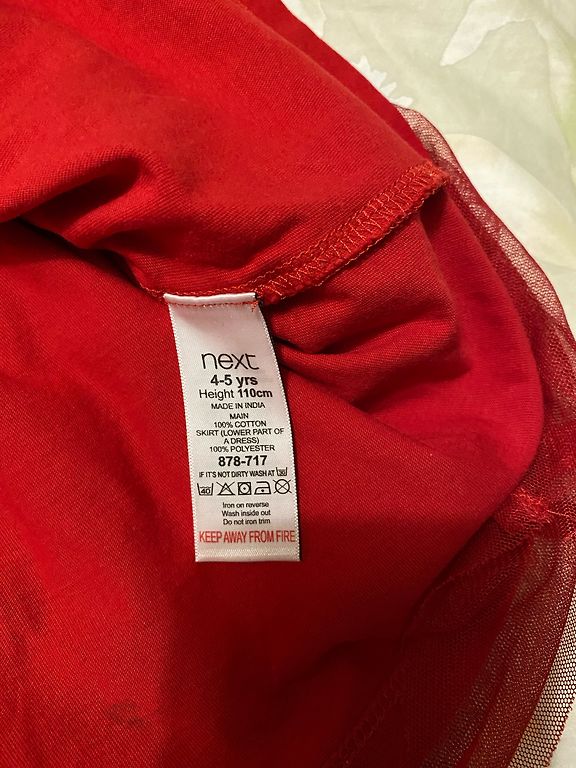 next
4-5 yrs
Height 110cm
MADE IN INDIA
MAIN
100% COTTON
SKIRT (LOWER PART OF
A DRESS)
100% POLYESTER
878-717
IF IT'S NOT DIRTY WASH AT 30
40
Iron on reverse
Wash inside out
Do not iron trim
KEEP AWAY FROM FIRE